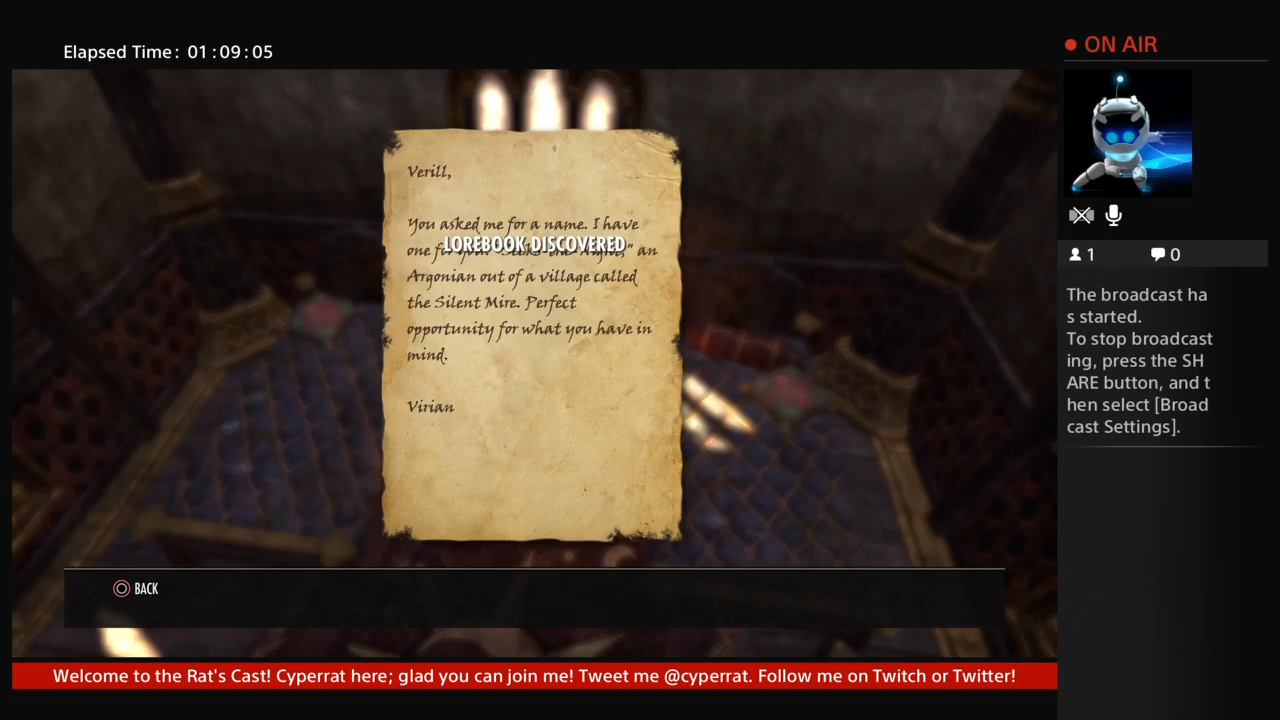 Elapsed Time: 01:09:05
ON AIR
Verill,
You asked me for a name. I have
one for your
LOREBOOK DISCOVERED
an
Argonian out of a village called
the Silent Mire. Perfect
opportunity for what you have in
mind.
Virian
BACK
1
0
The broadcast ha
s started.
To stop broadcast
ing, press the SH
ARE button, and t
hen select [Broad
cast Settings].
Welcome to the Rat's Cast! Cyperrat here; glad you can join me! Tweet me @cyperrat. Follow me on Twitch or Twitter!